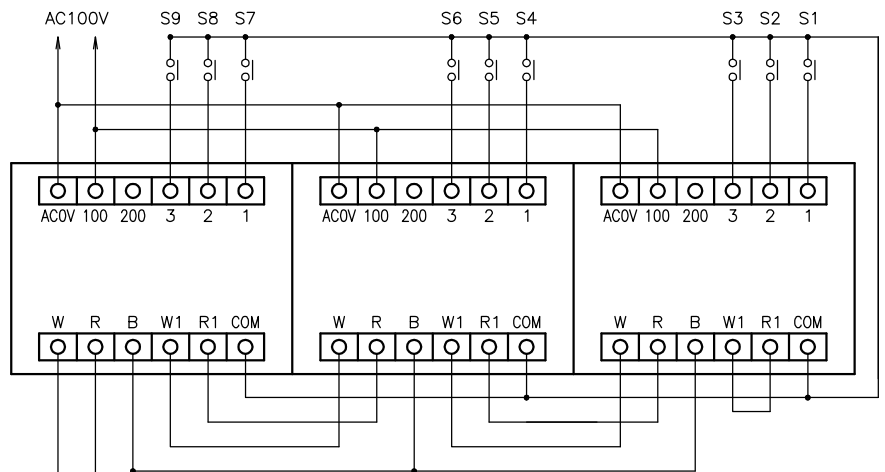 AC100V S9 S8 S7 S6 S5 S4 S3 S2 S1
AC0V 100 200 3 2 1 AC0V 100 200 3 2 1 AC0V 100 200 3 2 1
W R B W1 R1 COM W R B W1 R1 COM W R B W1 R1 COM